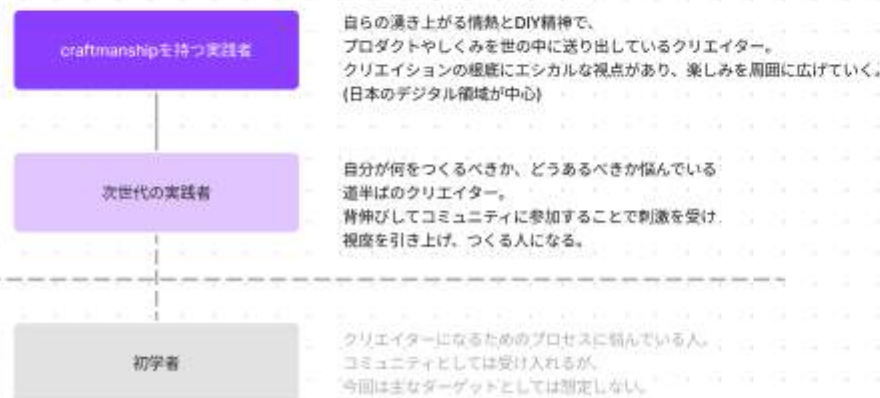 craftmanshipを持つ実践者
自らの湧き上がる情熱とDIY精神で、
プロダクトやしくみを世の中に送り出しているクリエイター。
クリエイションの根底にエシカルな視点があり、楽しみを周囲に広げていく。
(日本のデジタル領域が中心)
次世代の実践者
自分が何をつくるべきか、どうあるべきか悩んでいる
道半ばのクリエイター。
背伸びしてコミュニティに参加することで刺激を受け
視座を引き上げ、つくる人になる。
初学者
クリエイターになるためのプロセスに悩んでいる人。
コミュニティとしては受け入れるが、
今回は主なターゲットとしては想定しない。